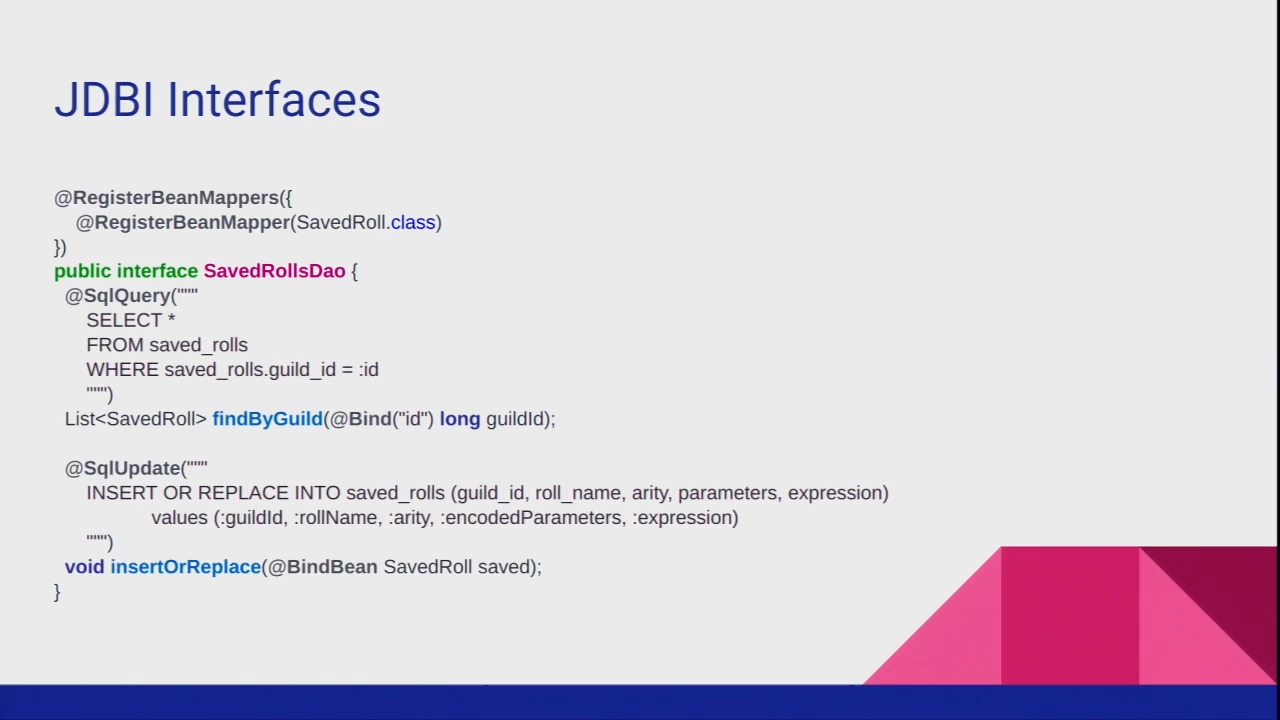 JDBI Interfaces
@RegisterBeanMappers({
@RegisterBeanMapper(SavedRoll.class)
})
public interface SavedRollsDao {
@SqlQuery("""
SELECT *
FROM saved_rolls
WHERE saved_rolls.guild_id = :id
""")
List<SavedRoll> findByGuild(@Bind("id") long guildId);
@SqlUpdate("""
INSERT OR REPLACE INTO saved_rolls (guild_id, roll_name, arity, parameters, expression)
values (:guildId, :rollName, :arity, :encodedParameters, :expression)
""")
void insertOrReplace(@BindBean SavedRoll saved);
}